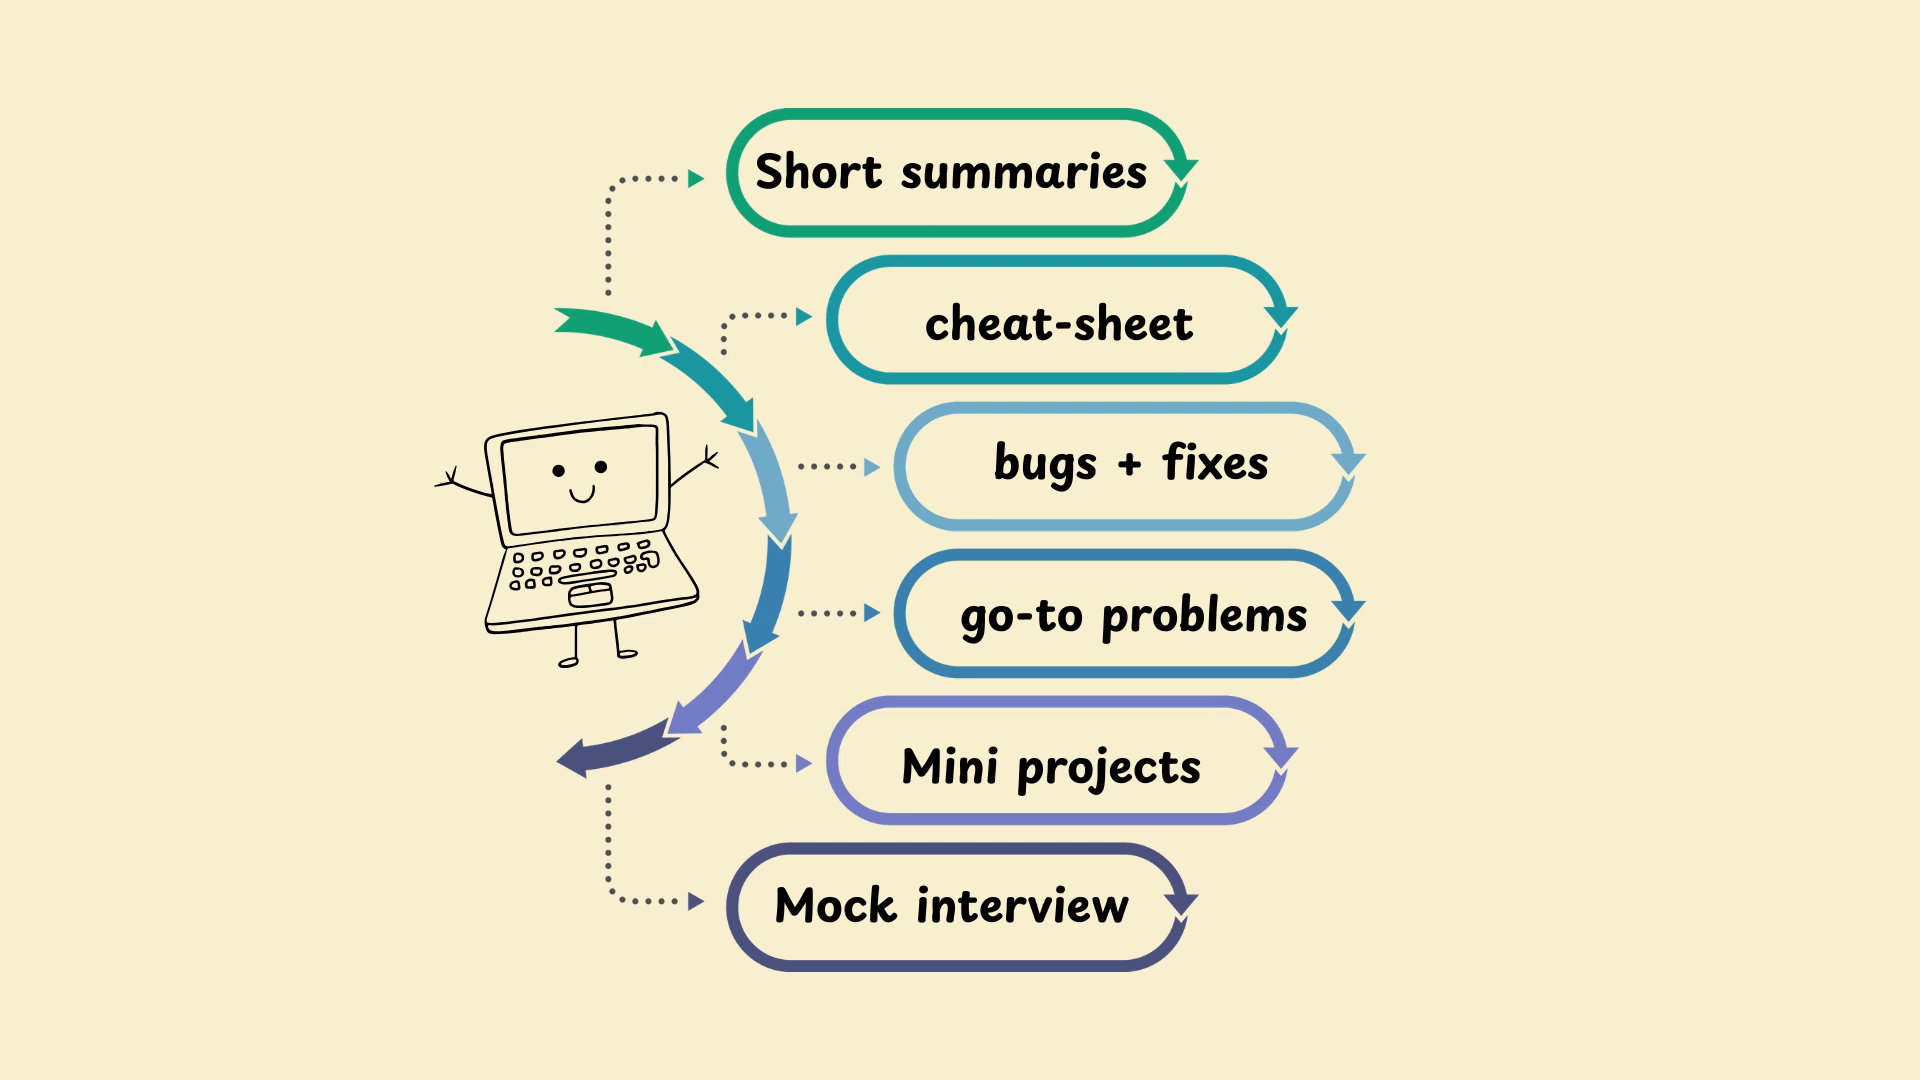 Short summaries
cheat-sheet
bugs + fixes
go-to problems
Mini projects
Mock interview